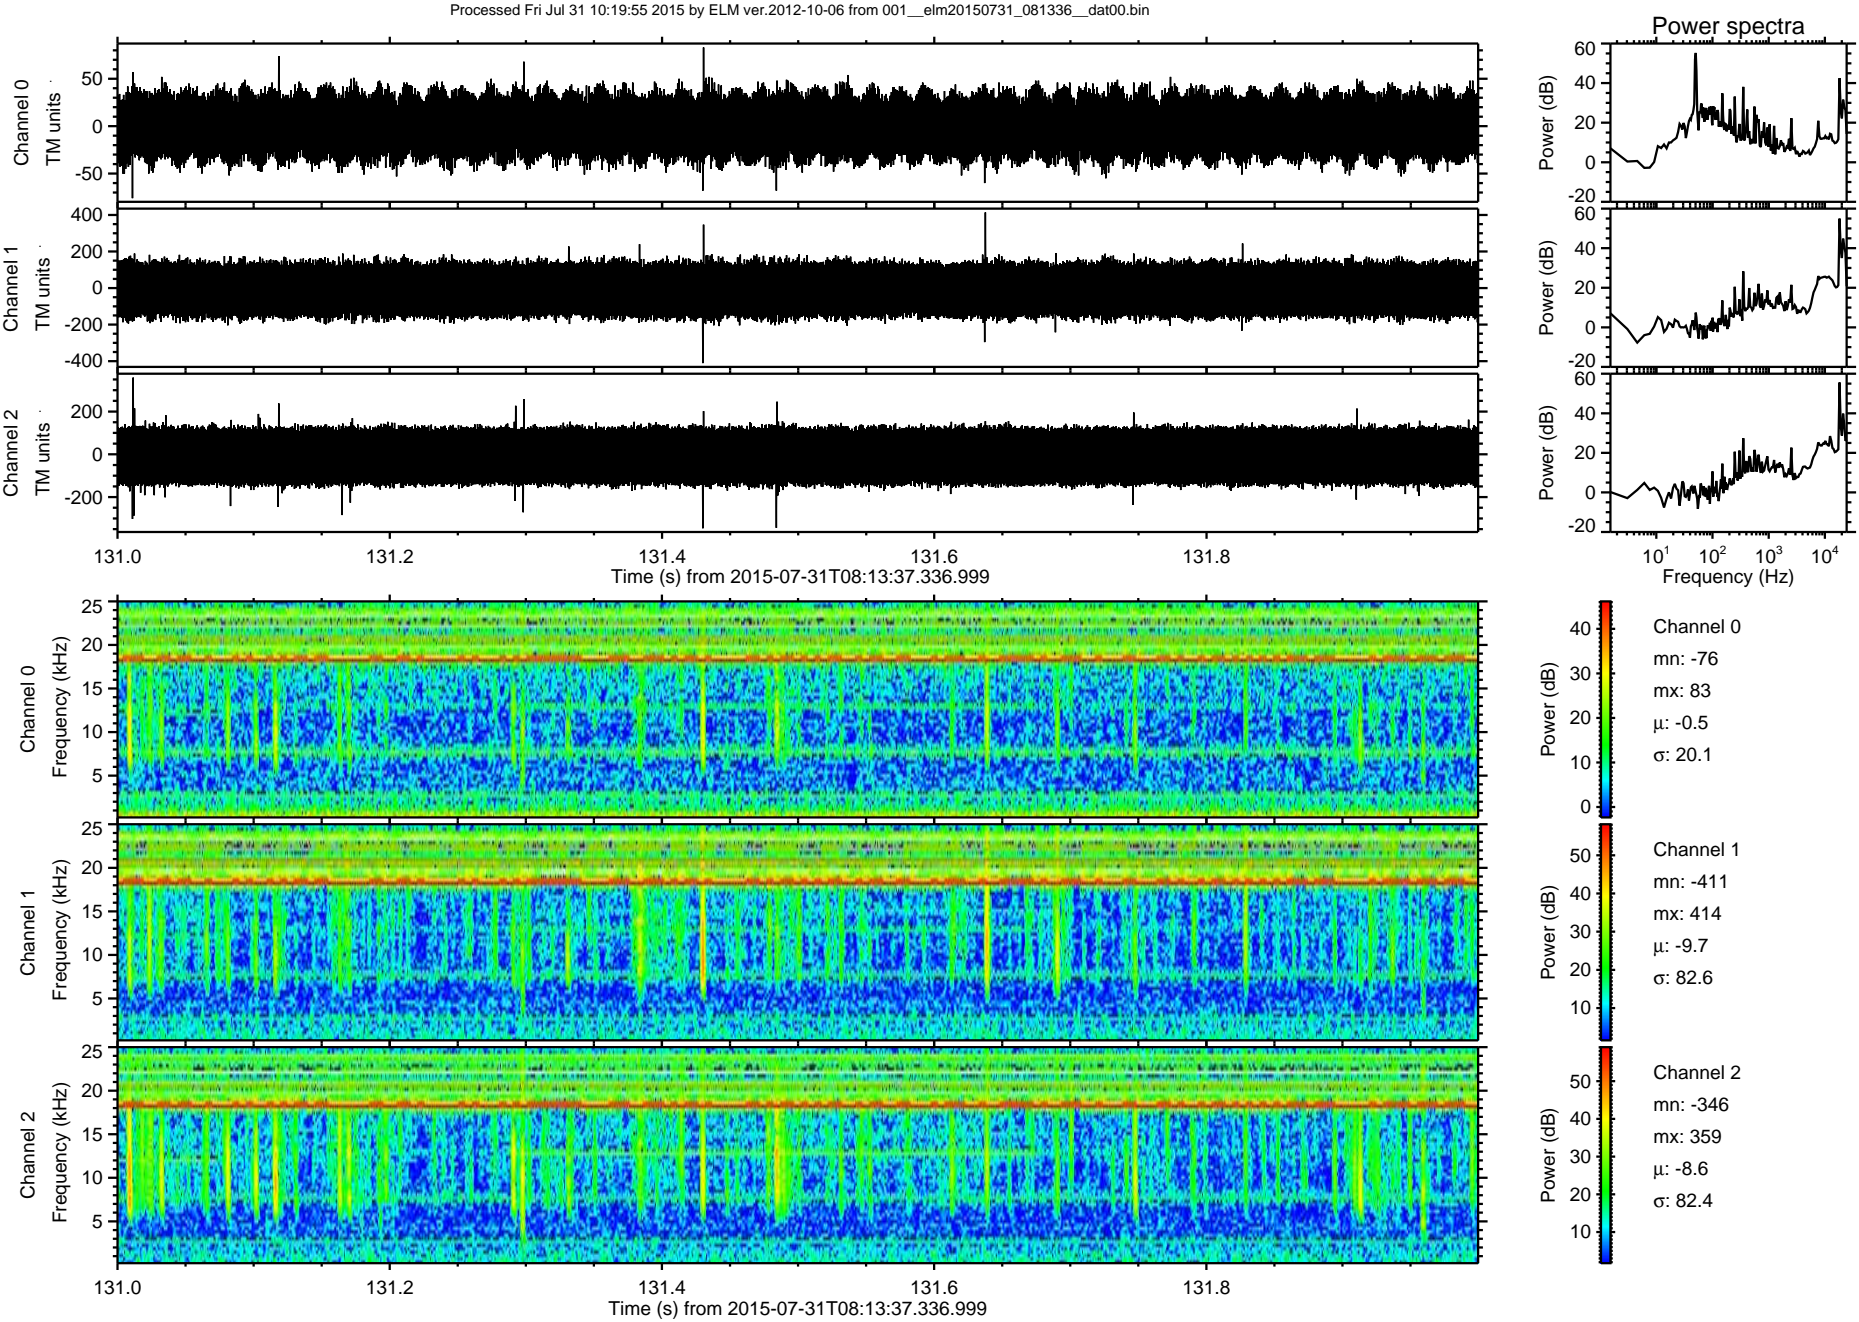 Processed Fri Jul 31 10:19:55 2015 by ELM ver.2012-10-06 from 001__elm20150731_081336__dat00.bin
Power spectra
Channel 0
TM units
50
0
-50
Power (dB)
60
40
20
0
-20
Channel 1
TM units
400
200
0
-200
-400
Power (dB)
60
40
20
0
-20
Channel 2
TM units
200
0
-200
Power (dB)
60
40
20
0
-20
131.0 131.2 131.4 131.6 131.8
Time (s) from 2015-07-31T08:13:37.336.999
10¹ 10² 10³ 10⁴
Frequency (Hz)
Channel 0
Frequency (kHz)
25
20
15
10
5
Power (dB)
40
30
20
10
0
Channel 0
mn: -76
mx: 83
μ: -0.5
σ: 20.1
Channel 1
Frequency (kHz)
25
20
15
10
5
Power (dB)
50
40
30
20
10
Channel 1
mn: -411
mx: 414
μ: -9.7
σ: 82.6
Channel 2
Frequency (kHz)
25
20
15
10
5
Power (dB)
50
40
30
20
10
Channel 2
mn: -346
mx: 359
μ: -8.6
σ: 82.4
131.0 131.2 131.4 131.6 131.8
Time (s) from 2015-07-31T08:13:37.336.999